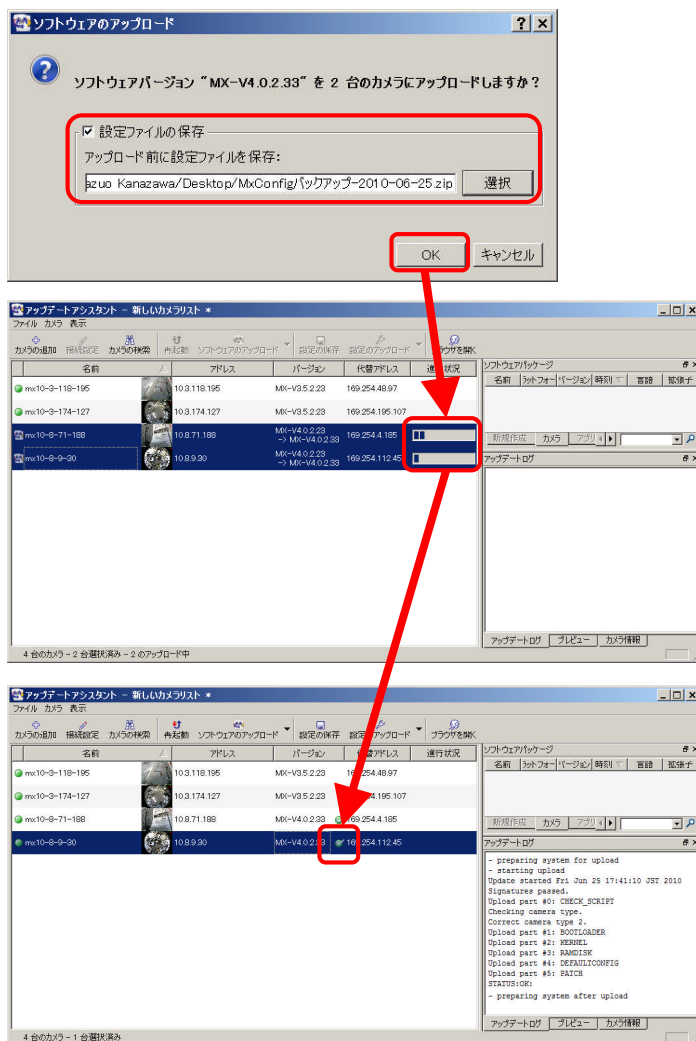 ソフトウェアのアップロード
ソフトウェアバージョン “MX-V4.0.2.33” を 2 台のカメラにアップロードしますか？
設定ファイルの保存
アップロード前に設定ファイルを保存:
azuo Kanazawa/Desktop/MxConfig/バックアップ-2010-06-25.zip 選択
OK キャンセル
アップデートアシスタント - 新しいカメラリスト *
ファイル カメラ 表示
カメラの追加 接続設定 カメラの検索 再起動 ソフトウェアのアップロード 設定の保存 設定のアップロード ブラウザを開く
名前 アドレス バージョン 代替アドレス 進行状況
mx10-3-118-195 10.3.118.195 MX-V3.5.2.23 169.254.48.97
mx10-3-174-127 10.3.174.127 MX-V3.5.2.23 169.254.195.107
mx10-8-71-188 10.8.71.188 MX-V4.0.2.23 -> MX-V4.0.2.33 169.254.4.185
mx10-8-9-30 10.8.9.30 MX-V4.0.2.23 -> MX-V4.0.2.33 169.254.112.45
ソフトウェアパッケージ
名前 バージョン 時刻 言語 拡張子
新規作成 カメラ アプリ
アップデートログ
アップデートログ プレビュー カメラ情報
4 台のカメラ - 2 台選択済み - 2 のアップロード中
アップデートアシスタント - 新しいカメラリスト *
ファイル カメラ 表示
カメラの追加 接続設定 カメラの検索 再起動 ソフトウェアのアップロード 設定の保存 設定のアップロード ブラウザを開く
名前 アドレス バージョン 代替アドレス 進行状況
mx10-3-118-195 10.3.118.195 MX-V3.5.2.23 169.254.48.97
mx10-3-174-127 10.3.174.127 MX-V3.5.2.23 4.195.107
mx10-8-71-188 10.8.71.188 MX-V4.0.2.33 169.254.4.185
mx10-8-9-30 10.8.9.30 MX-V4.0.2.33 169.254.112.45
ソフトウェアパッケージ
名前 バージョン 時刻 言語 拡張子
新規作成 カメラ アプリ
アップデートログ
- preparing system for upload
- starting upload
Update started Fri Jun 25 17:41:10 JST 2010
Signatures passed.
Upload part #0: CHECK_SCRIPT
Checking camera type.
Correct camera type 2.
Upload part #1: BOOTLOADER
Upload part #2: KERNEL
Upload part #3: RAMDISK
Upload part #4: DEFAULTCONFIG
Upload part #5: PATCH
STATUS:OK:
- preparing system after upload
アップデートログ プレビュー カメラ情報
4 台のカメラ - 1 台選択済み